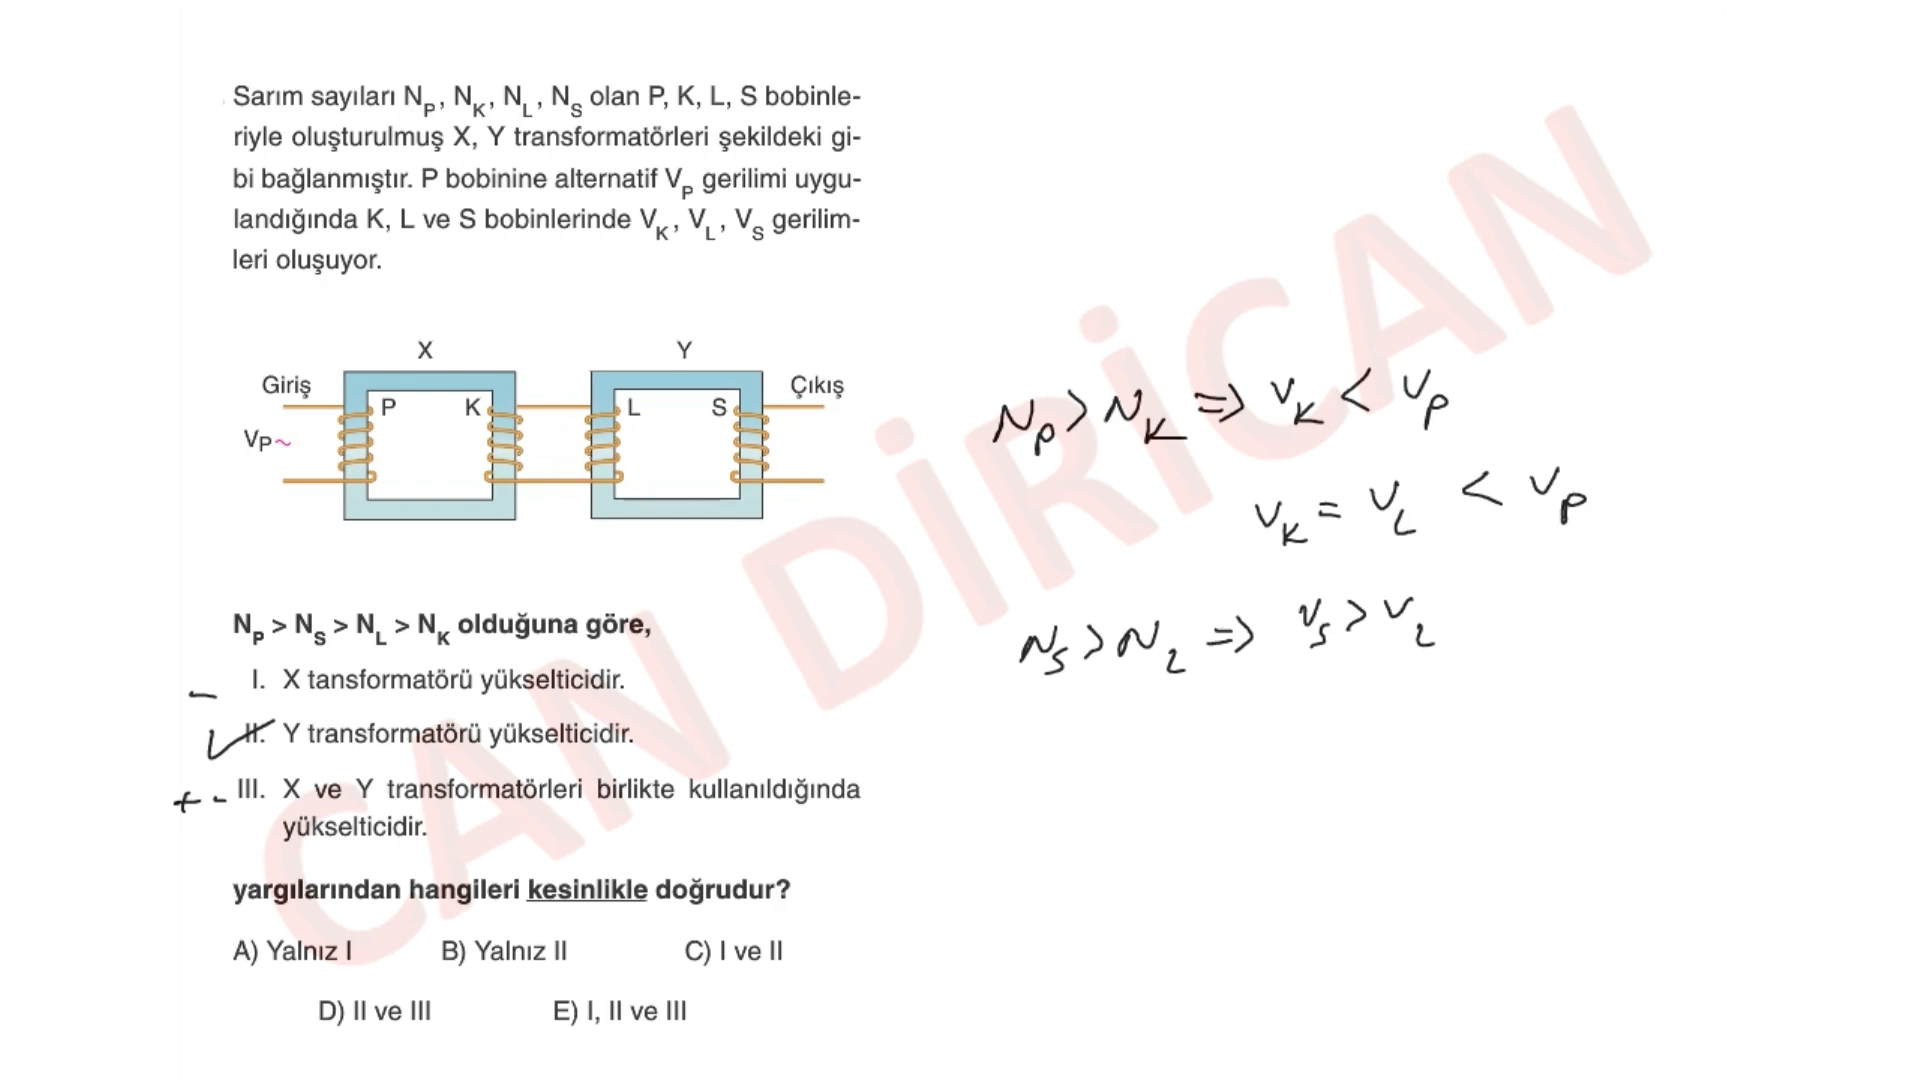 Sarım sayıları N_P, N_K, N_L, N_S olan P, K, L, S bobinle-
riyle oluşturulmuş X, Y transformatörleri şekildeki gi-
bi bağlanmıştır. P bobinine alternatif V_P gerilimi uygu-
landığında K, L ve S bobinlerinde V_K, V_L, V_S gerilim-
leri oluşuyor.
X Y
Giriş P K L S Çıkış
VP~
N_P > N_S > N_L > N_K olduğuna göre,
I. X tansformatörü yükselticidir.
II. Y transformatörü yükselticidir.
III. X ve Y transformatörleri birlikte kullanıldığında
yükselticidir.
yargılarından hangileri kesinlikle doğrudur?
A) Yalnız I B) Yalnız II C) I ve II
D) II ve III E) I, II ve III
N_P > N_K => V_K < V_P
V_K = V_L < V_P
N_S > N_L => V_S > V_L
- ✓ + -
CAN DİRİCAN